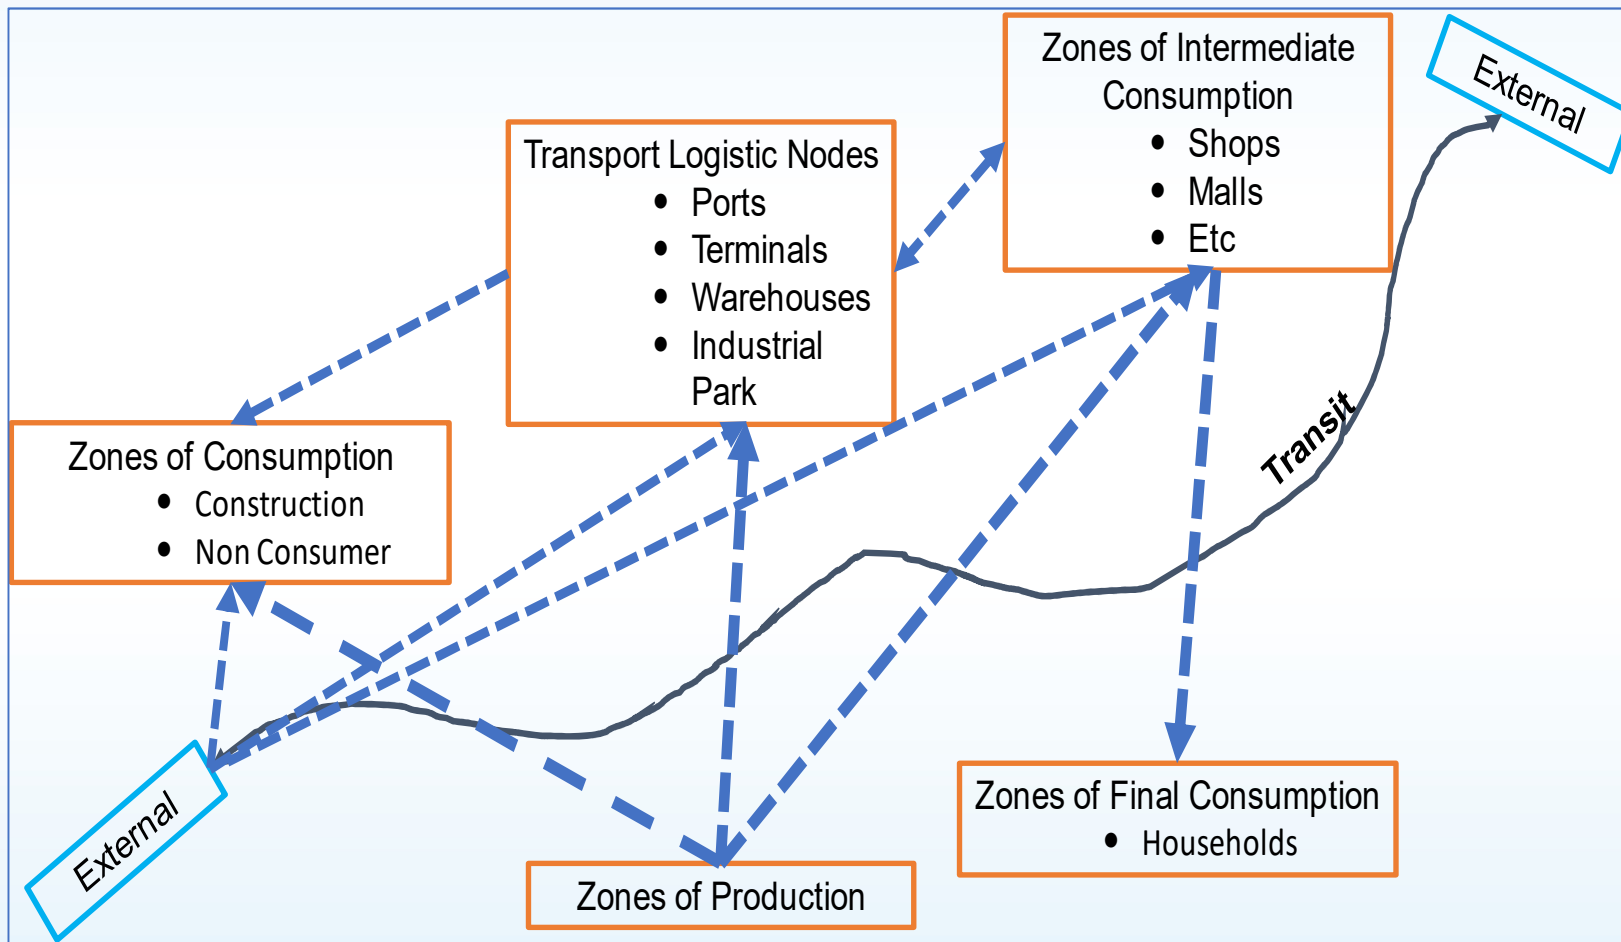 Zones of Intermediate
Consumption
• Shops
• Malls
• Etc
External
Transport Logistic Nodes
• Ports
• Terminals
• Warehouses
• Industrial
Park
Transit
Zones of Consumption
• Construction
• Non Consumer
External
Zones of Final Consumption
• Households
Zones of Production